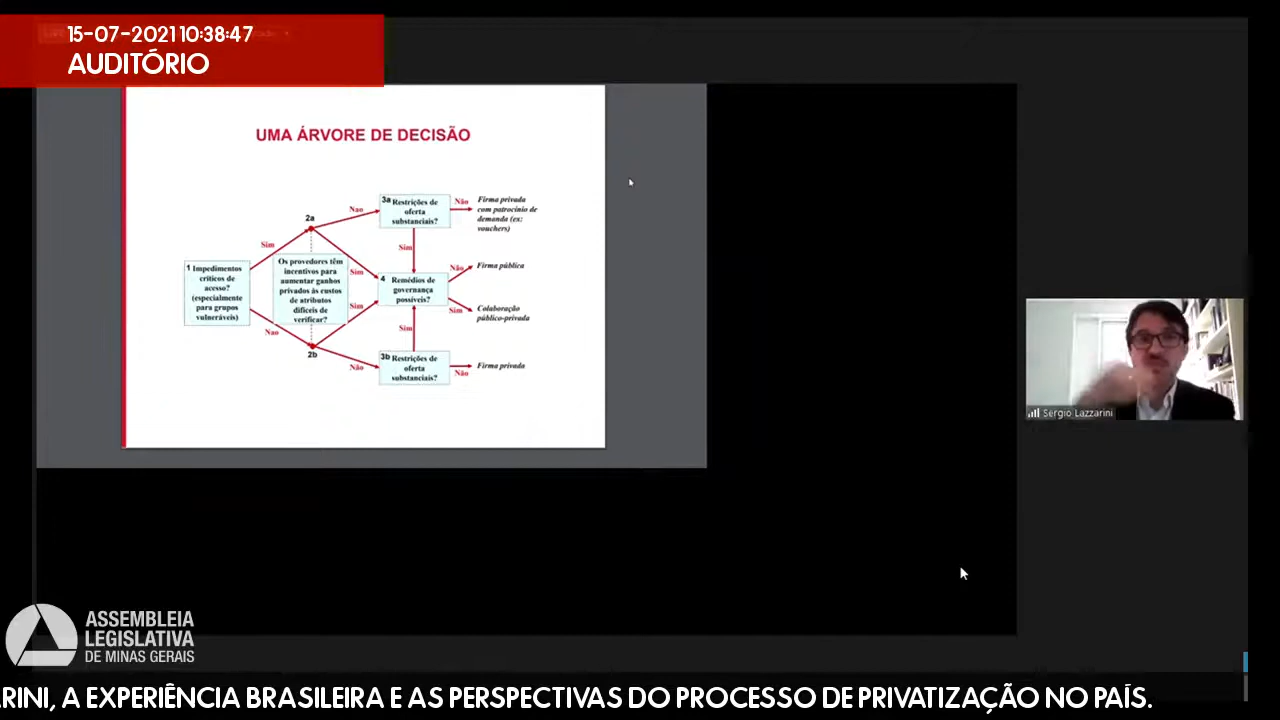 15-07-2021 10:38:47
AUDITÓRIO
UMA ÁRVORE DE DECISÃO
1 Impedimentos
críticos de
acesso?
(especialmente
para grupos
vulneráveis)
Sim
Nao
2a
Os provedores têm
incentivos para
aumentar ganhos
privados às custos
de atributos
difíceis de
verificar?
2b
Nao
Sim
Sim
Não
3a Restrições de
oferta
substanciais?
Sim
4 Remédios de
governança
possíveis?
Sim
3b Restrições de
oferta
substanciais?
Não
Firma privada
com patrocínio de
demanda (ex:
vouchers)
Não
Firma pública
Sim
Colaboração
público-privada
Não
Firma privada
Sergio Lazzarini
ASSEMBLEIA
LEGISLATIVA
DE MINAS GERAIS
RINI, A EXPERIÊNCIA BRASILEIRA E AS PERSPECTIVAS DO PROCESSO DE PRIVATIZAÇÃO NO PAÍS.